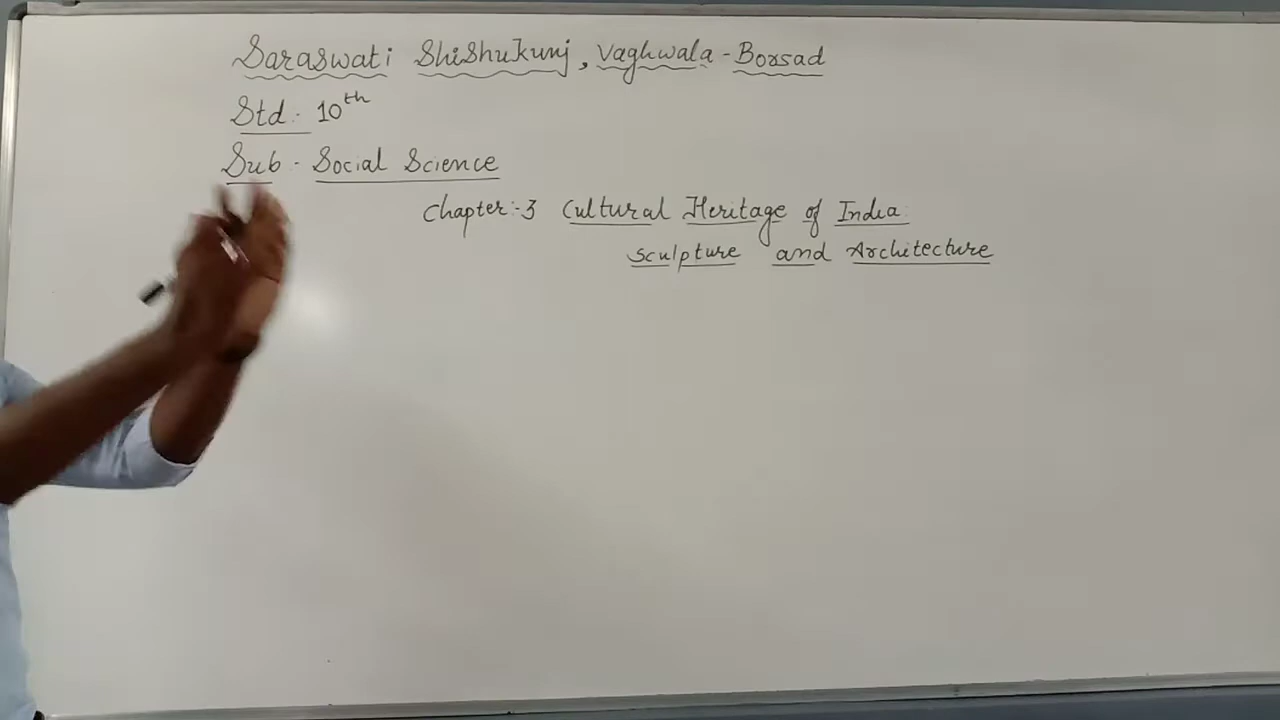 Saraswati Shishukunj, Vaghwala - Borsad
Std. 10th
Sub - Social Science
Chapter:-3 Cultural Heritage of India:
Sculpture and Architecture